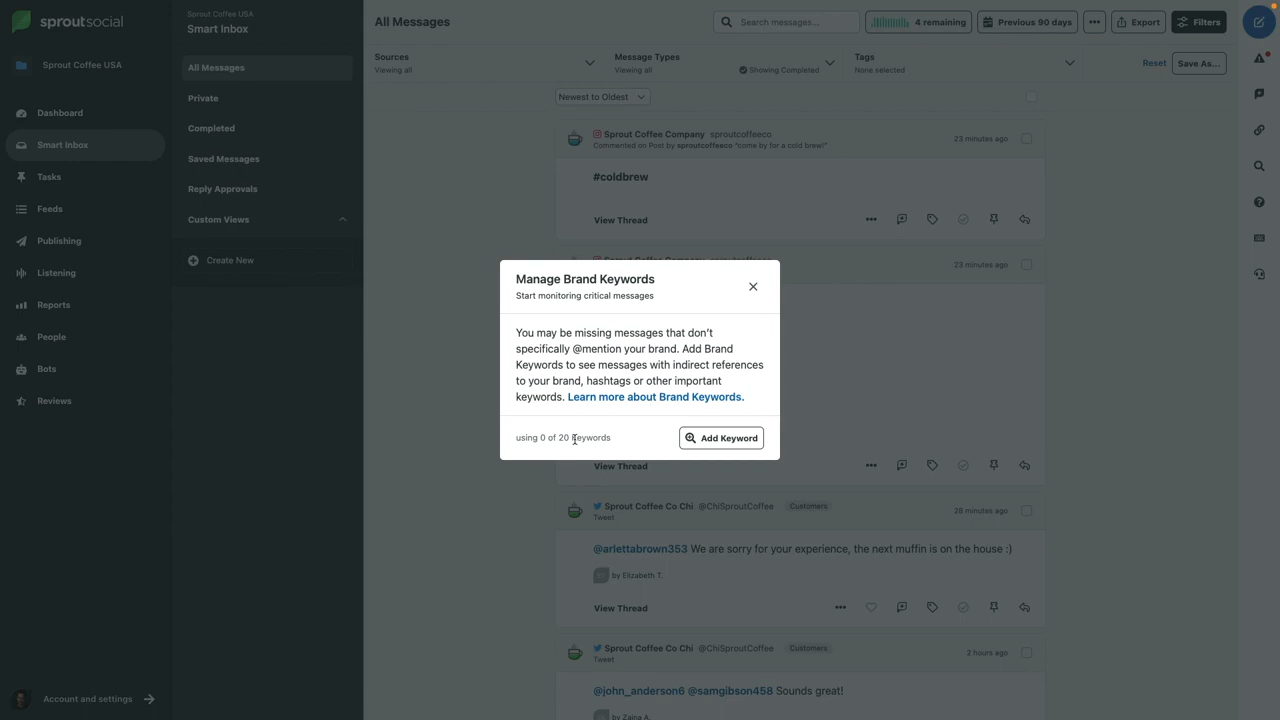 sproutsocial
Sprout Coffee USA
Dashboard
Smart Inbox
Tasks
Feeds
Publishing
Listening
Reports
People
Bots
Reviews
Account and settings
Sprout Coffee USA
Smart Inbox
All Messages
Private
Completed
Saved Messages
Reply Approvals
Custom Views
Create New
All Messages
Search messages...
4 remaining
Previous 90 days
Export
Filters
Sources
Viewing all
Message Types
Viewing all
Showing Completed
Tags
None selected
Reset
Save As...
Newest to Oldest
Sprout Coffee Company sproutcoffeeco
23 minutes ago
Commented on Post by sproutcoffeeco "come by for a cold brew!"
#coldbrew
View Thread
23 minutes ago
Manage Brand Keywords
Start monitoring critical messages
You may be missing messages that don't
specifically @mention your brand. Add Brand
Keywords to see messages with indirect references
to your brand, hashtags or other important
keywords. Learn more about Brand Keywords.
using 0 of 20 Keywords
Add Keyword
View Thread
Sprout Coffee Co Chi @ChiSproutCoffee Customers
28 minutes ago
Tweet
@arlettabrown353 We are sorry for your experience, the next muffin is on the house :)
by Elizabeth T.
View Thread
Sprout Coffee Co Chi @ChiSproutCoffee Customers
2 hours ago
Tweet
@john_anderson6 @samgibson458 Sounds great!
by Zaina A.